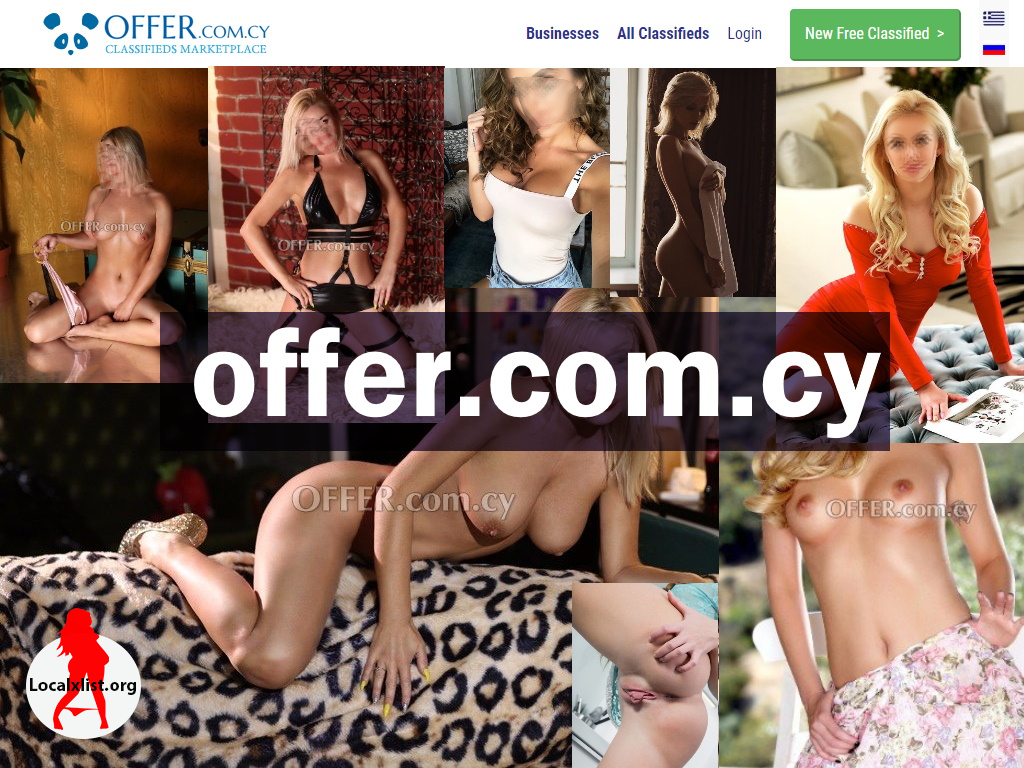 OFFER.COM.CY
CLASSIFIEDS MARKETPLACE
Businesses
All Classifieds
Login
New Free Classified >
OFFER.com.cy
OFFER.com.cy
offer.com.cy
OFFER.com.cy
OFFER.com.cy
Localxlist.org